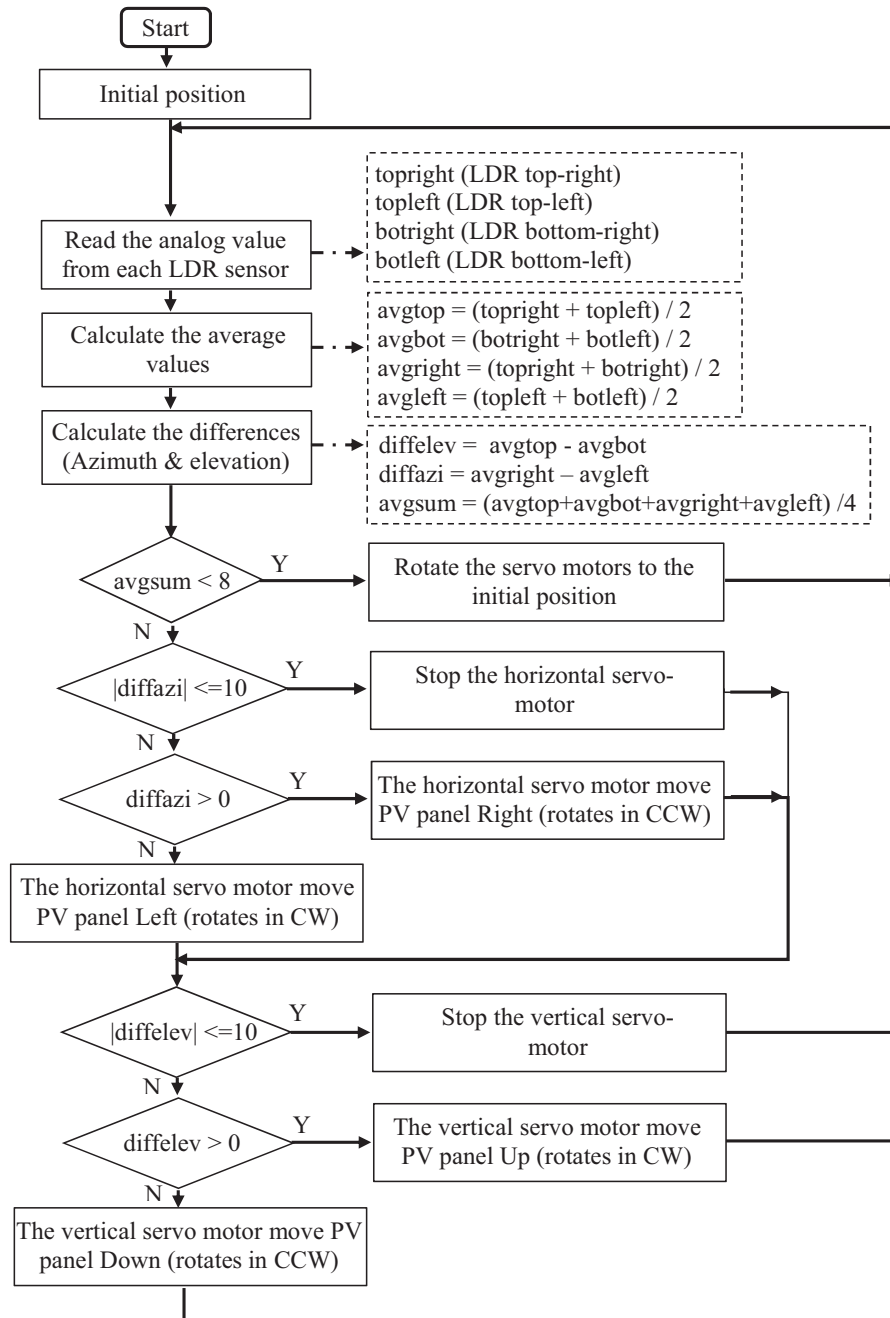 Start
Initial position
topright (LDR top-right)
topleft (LDR top-left)
botright (LDR bottom-right)
botleft (LDR bottom-left)
Read the analog value
from each LDR sensor
avgtop = (topright + topleft) / 2
avgbot = (botright + botleft) / 2
avgright = (topright + botright) / 2
avgleft = (topleft + botleft) / 2
Calculate the average
values
Calculate the differences
(Azimuth & elevation)
diffelev =  avgtop - avgbot
diffazi = avgright – avgleft
avgsum = (avgtop+avgbot+avgright+avgleft) /4
avgsum < 8
Y
Rotate the servo motors to the
initial position
N
|diffazi| <=10
Y
Stop the horizontal servo-
motor
N
diffazi > 0
Y
The horizontal servo motor move
PV panel Right (rotates in CCW)
N
The horizontal servo motor move
PV panel Left (rotates in CW)
|diffelev| <=10
Y
Stop the vertical servo-
motor
N
diffelev > 0
Y
The vertical servo motor move
PV panel Up (rotates in CW)
N
The vertical servo motor move PV
panel Down (rotates in CCW)